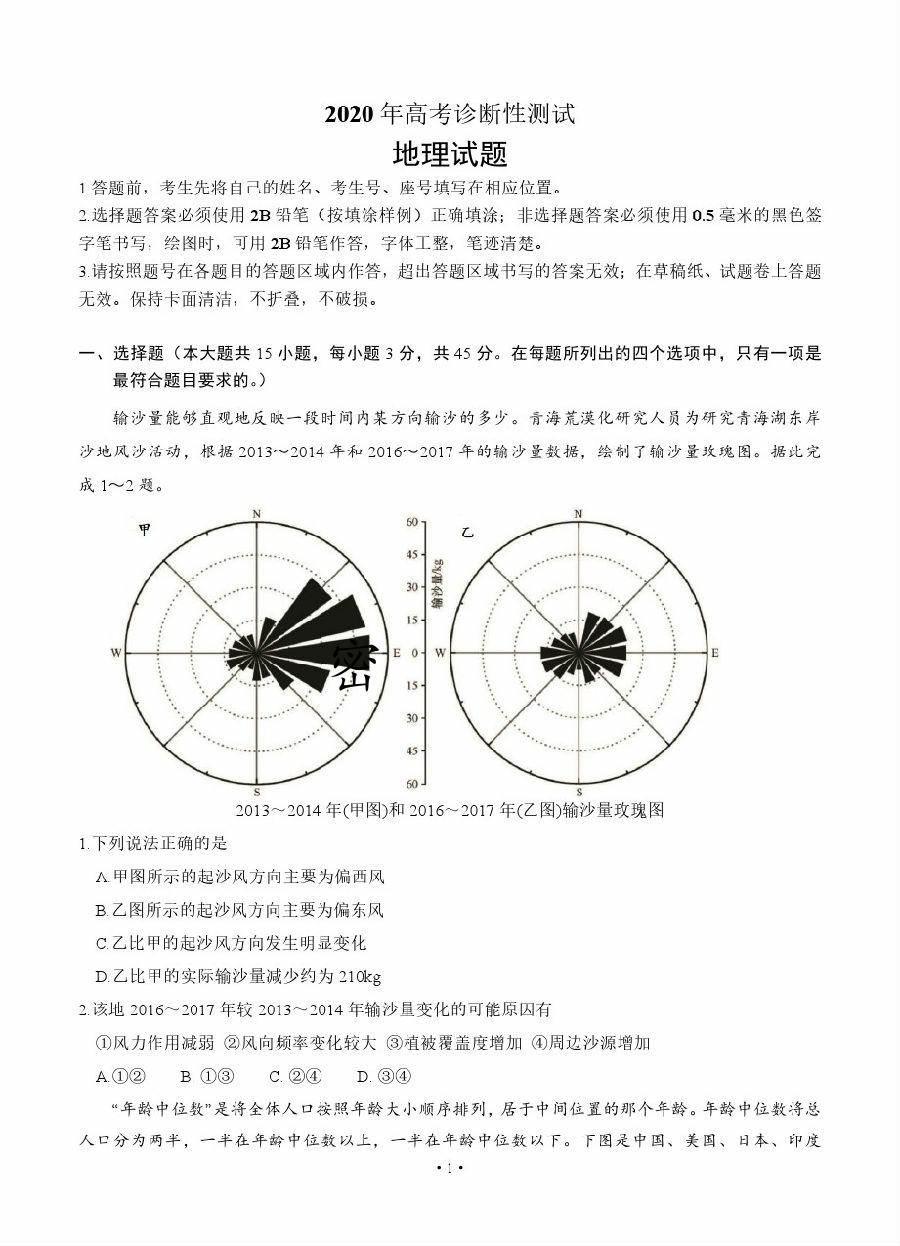 2020 年高考诊断性测试
地理试题
1 答题前，考生先将自己的姓名、考生号、座号填写在相应位置。
2.选择题答案必须使用 2B 铅笔（按填涂样例）正确填涂；非选择题答案必须使用 0.5 毫米的黑色签
字笔书写，绘图时，可用 2B 铅笔作答，字体工整，笔迹清楚。
3.请按照题号在各题目的答题区域内作答，超出答题区域书写的答案无效；在草稿纸、试题卷上答题
无效。保持卡面清洁，不折叠，不破损。
一、选择题（本大题共 15 小题，每小题 3 分，共 45 分。在每题所列出的四个选项中，只有一项是
最符合题目要求的。）
输沙量能够直观地反映一段时间内某方向输沙的多少。青海荒漠化研究人员为研究青海湖东岸
沙地风沙活动，根据 2013～2014 年和 2016～2017 年的输沙量数据，绘制了输沙量玫瑰图。据此完
成 1～2 题。
甲
N
W
E
S
密
60
45
30
15
0
15
30
45
60
输沙量/kg
乙
N
W
E
S
2013～2014 年(甲图)和 2016～2017 年(乙图)输沙量玫瑰图
1.下列说法正确的是
A.甲图所示的起沙风方向主要为偏西风
B.乙图所示的起沙风方向主要为偏东风
C.乙比甲的起沙风方向发生明显变化
D.乙比甲的实际输沙量减少约为 210kg
2.该地 2016～2017 年较 2013～2014 年输沙量变化的可能原因有
①风力作用减弱 ②风向频率变化较大 ③植被覆盖度增加 ④周边沙源增加
A.①② B ①③ C. ②④ D. ③④
“年龄中位数”是将全体人口按照年龄大小顺序排列，居于中间位置的那个年龄。年龄中位数将总
人口分为两半，一半在年龄中位数以上，一半在年龄中位数以下。下图是中国、美国、日本、印度
· 1 ·